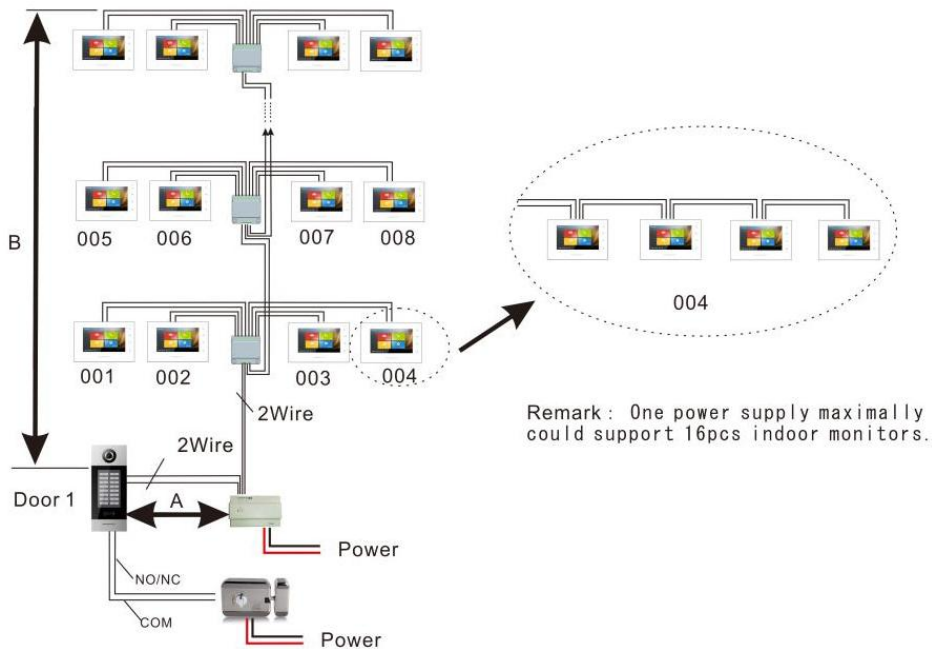 B
005
006
007
008
001
002
003
004
004
2Wire
Remark : One power supply maximally
could support 16pcs indoor monitors.
2Wire
Door 1
A
Power
NO/NC
COM
Power